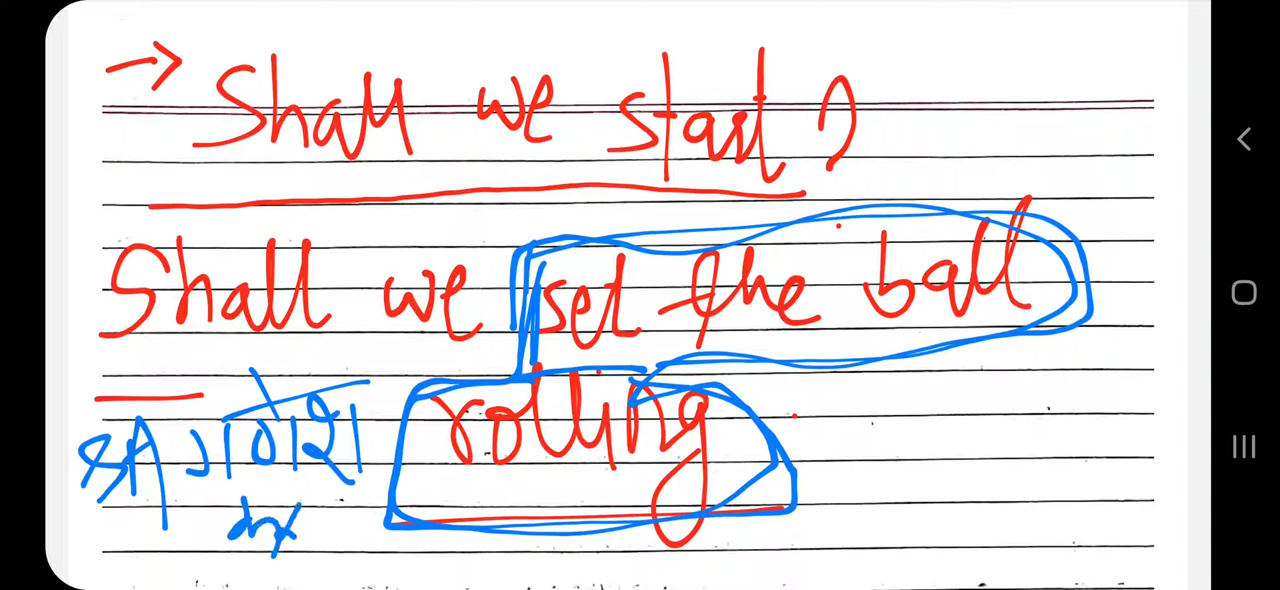 → Shall we start ?
Shall we set the ball
rolling